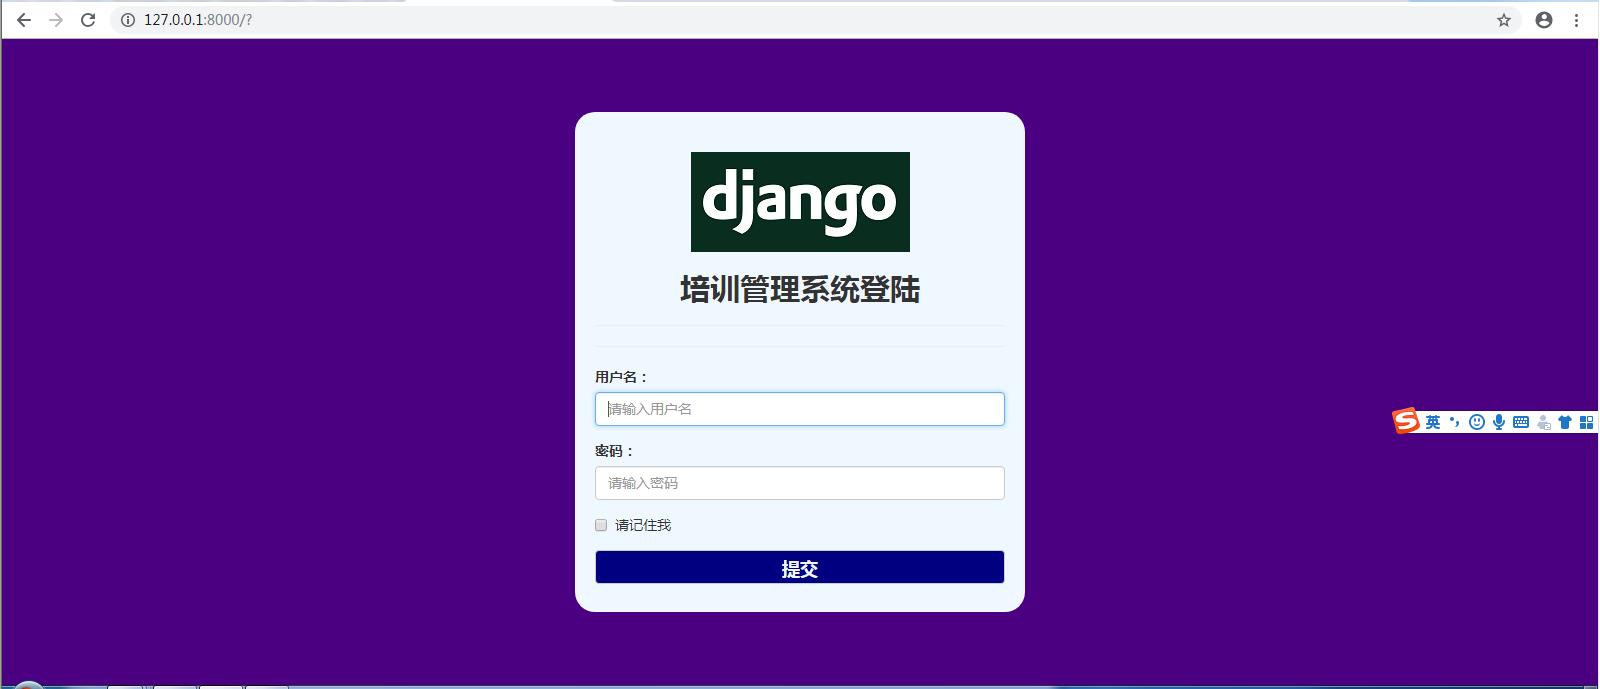 127.0.0.1:8000/?
django
培训管理系统登陆
用户名：
请输入用户名
密码：
请输入密码
请记住我
提交
S 英